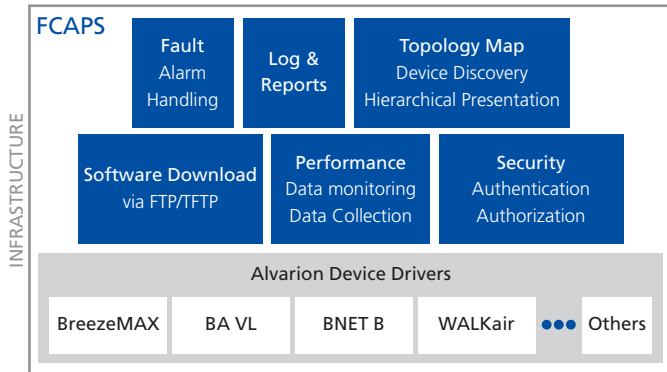 FCAPS
Fault
Alarm
Handling
Log &
Reports
Topology Map
Device Discovery
Hierarchical Presentation
INFRASTRUCTURE
Software Download
via FTP/TFTP
Performance
Data monitoring
Data Collection
Security
Authentication
Authorization
Alvarion Device Drivers
BreezeMAX
BA VL
BNET B
WALKair
Others